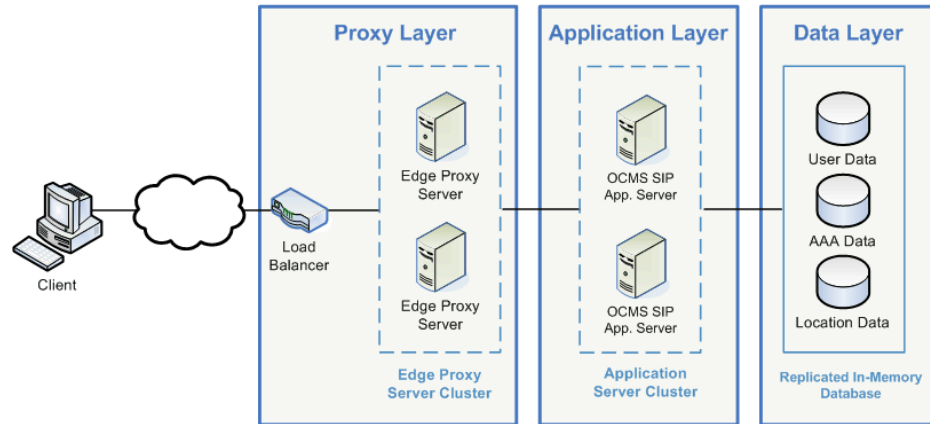 Proxy Layer
Application Layer
Data Layer
Client
Load
Balancer
Edge Proxy
Server
Edge Proxy
Server
Edge Proxy
Server Cluster
OCMS SIP
App. Server
OCMS SIP
App. Server
Application
Server Cluster
User Data
AAA Data
Location Data
Replicated In-Memory
Database